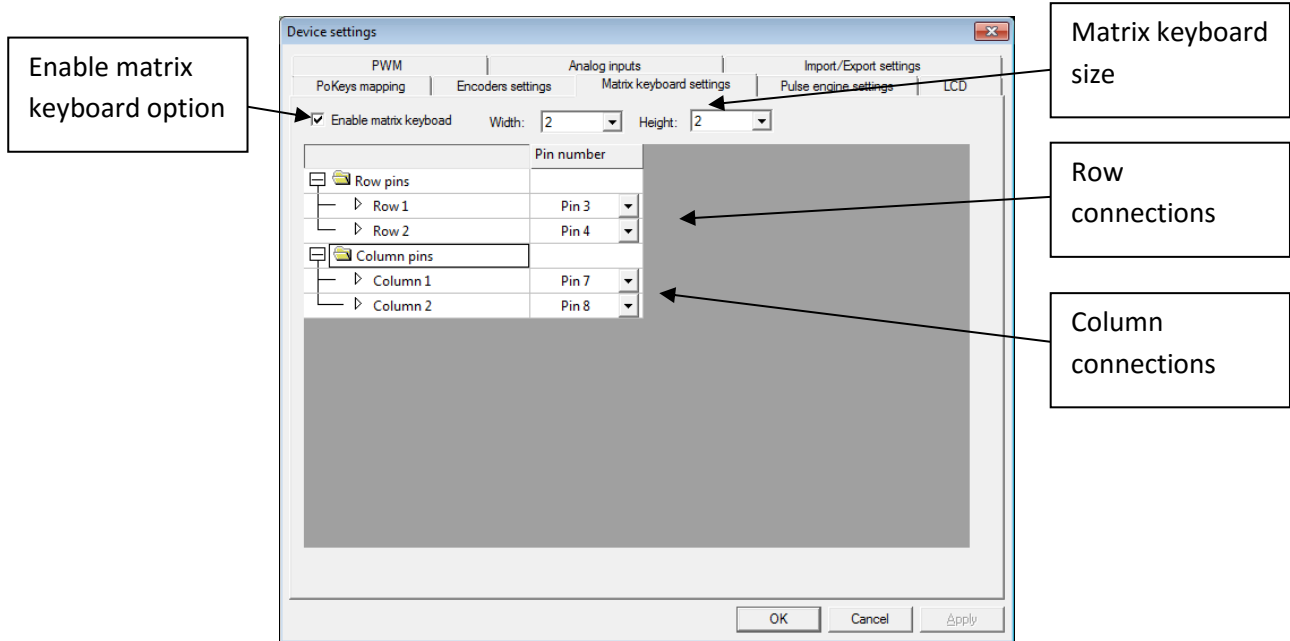 Device settings
Matrix keyboard
size
Enable matrix
keyboard option
PWM Analog inputs Import/Export settings
PoKeys mapping Encoders settings Matrix keyboard settings Pulse engine settings LCD
Enable matrix keyboad Width: 2 Height: 2
Pin number
Row pins
Row 1 Pin 3
Row 2 Pin 4
Column pins
Column 1 Pin 7
Column 2 Pin 8
Row
connections
Column
connections
OK Cancel Apply